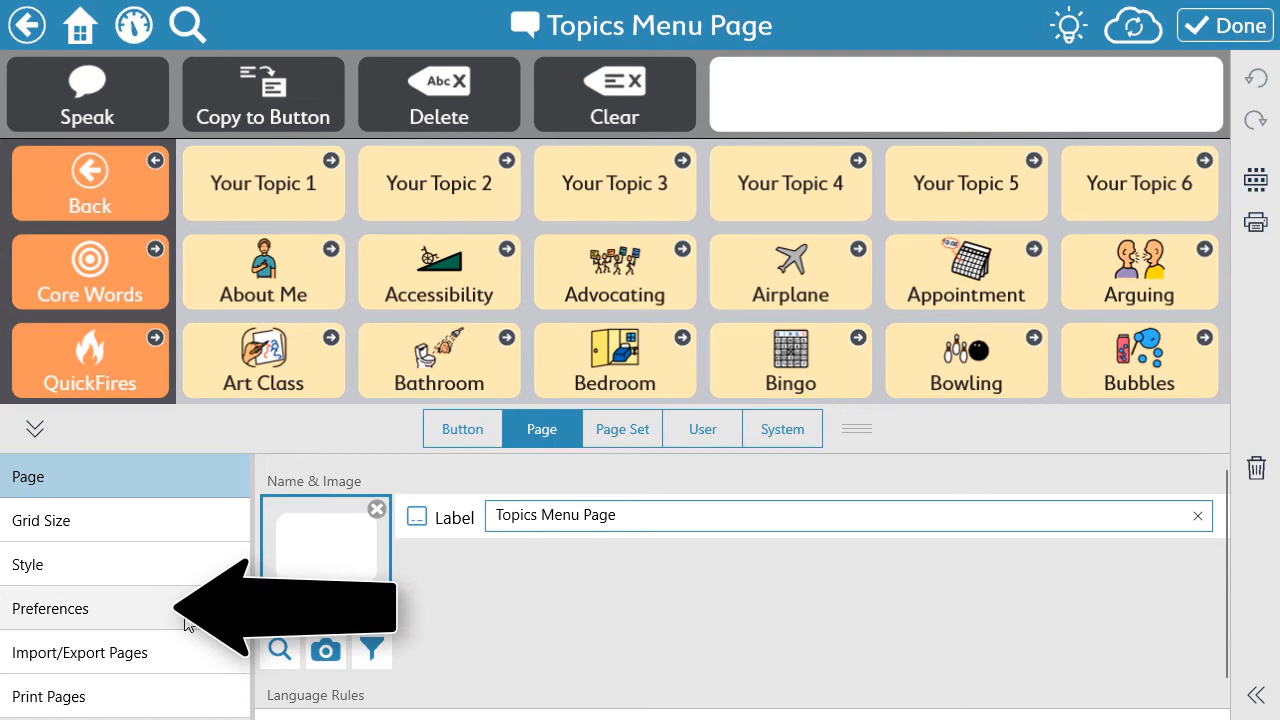 Topics Menu Page
Done
Speak
Copy to Button
Abc X
Delete
Clear
Back
Your Topic 1
Your Topic 2
Your Topic 3
Your Topic 4
Your Topic 5
Your Topic 6
Core Words
About Me
Accessibility
Advocating
Airplane
Appointment
Arguing
QuickFires
Art Class
Bathroom
Bedroom
BINGO
Bingo
Bowling
Bubbles
Button
Page
Page Set
User
System
Page
Grid Size
Style
Preferences
Import/Export Pages
Print Pages
Name & Image
Label
Topics Menu Page
Language Rules